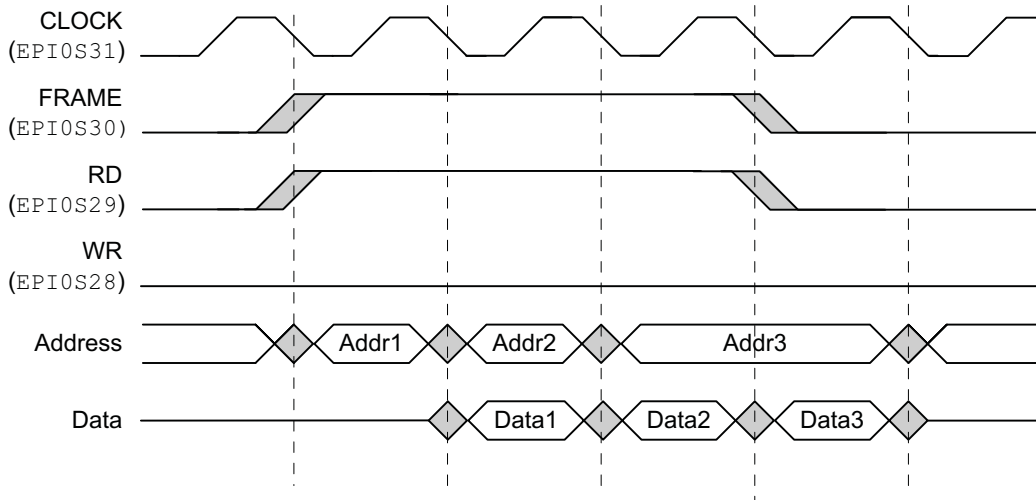 CLOCK
(EPI0S31)
FRAME
(EPI0S30)
RD
(EPI0S29)
WR
(EPI0S28)
Address Addr1 Addr2 Addr3
Data Data1 Data2 Data3